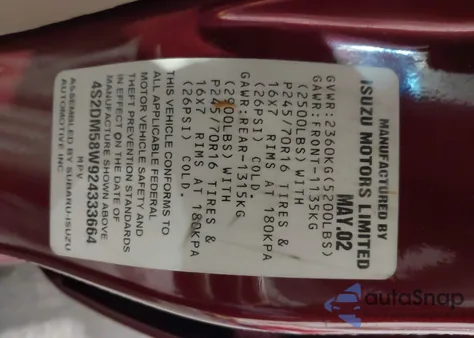 MANUFACTURED BY
ISUZU MOTORS LIMITED
MAY.02
GVWR:2360KG(5200LBS)
GAWR:FRONT-1135KG
(2500LBS) WITH
P245/70R16 TIRES &
16X7 RIMS AT 180KPA
(26PSI) COLD.
GAWR:REAR-1315KG
(2900LBS) WITH
P245/70R16 TIRES &
16X7 RIMS AT 180KPA
(26PSI) COLD.
THIS VEHICLE CONFORMS TO
ALL APPLICABLE FEDERAL
MOTOR VEHICLE SAFETY AND
THEFT PREVENTION STANDARDS
IN EFFECT ON THE DATE OF
MANUFACTURE SHOWN ABOVE
4S2DM58W924333664
MPV
ASSEMBLED BY SUBARU-ISUZU
AUTOMOTIVE INC.
autaSnap